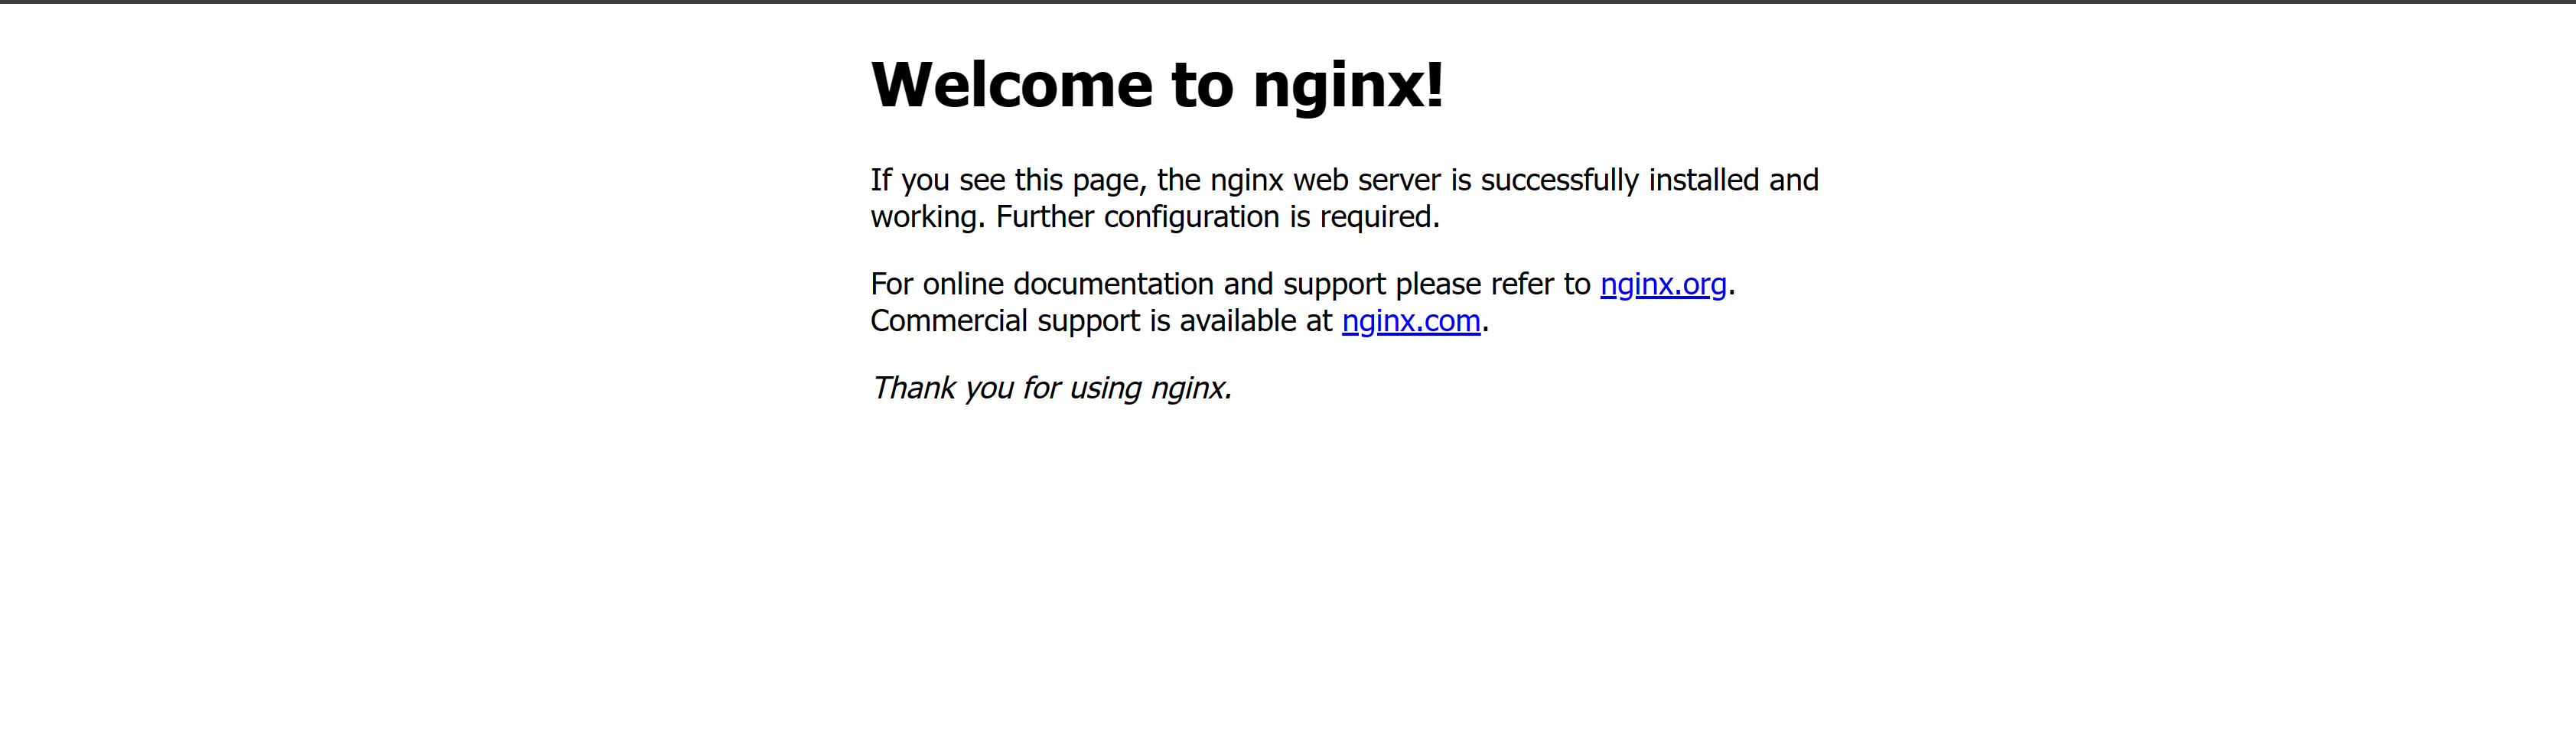 Welcome to nginx!
If you see this page, the nginx web server is successfully installed and
working. Further configuration is required.
For online documentation and support please refer to nginx.org.
Commercial support is available at nginx.com.
Thank you for using nginx.